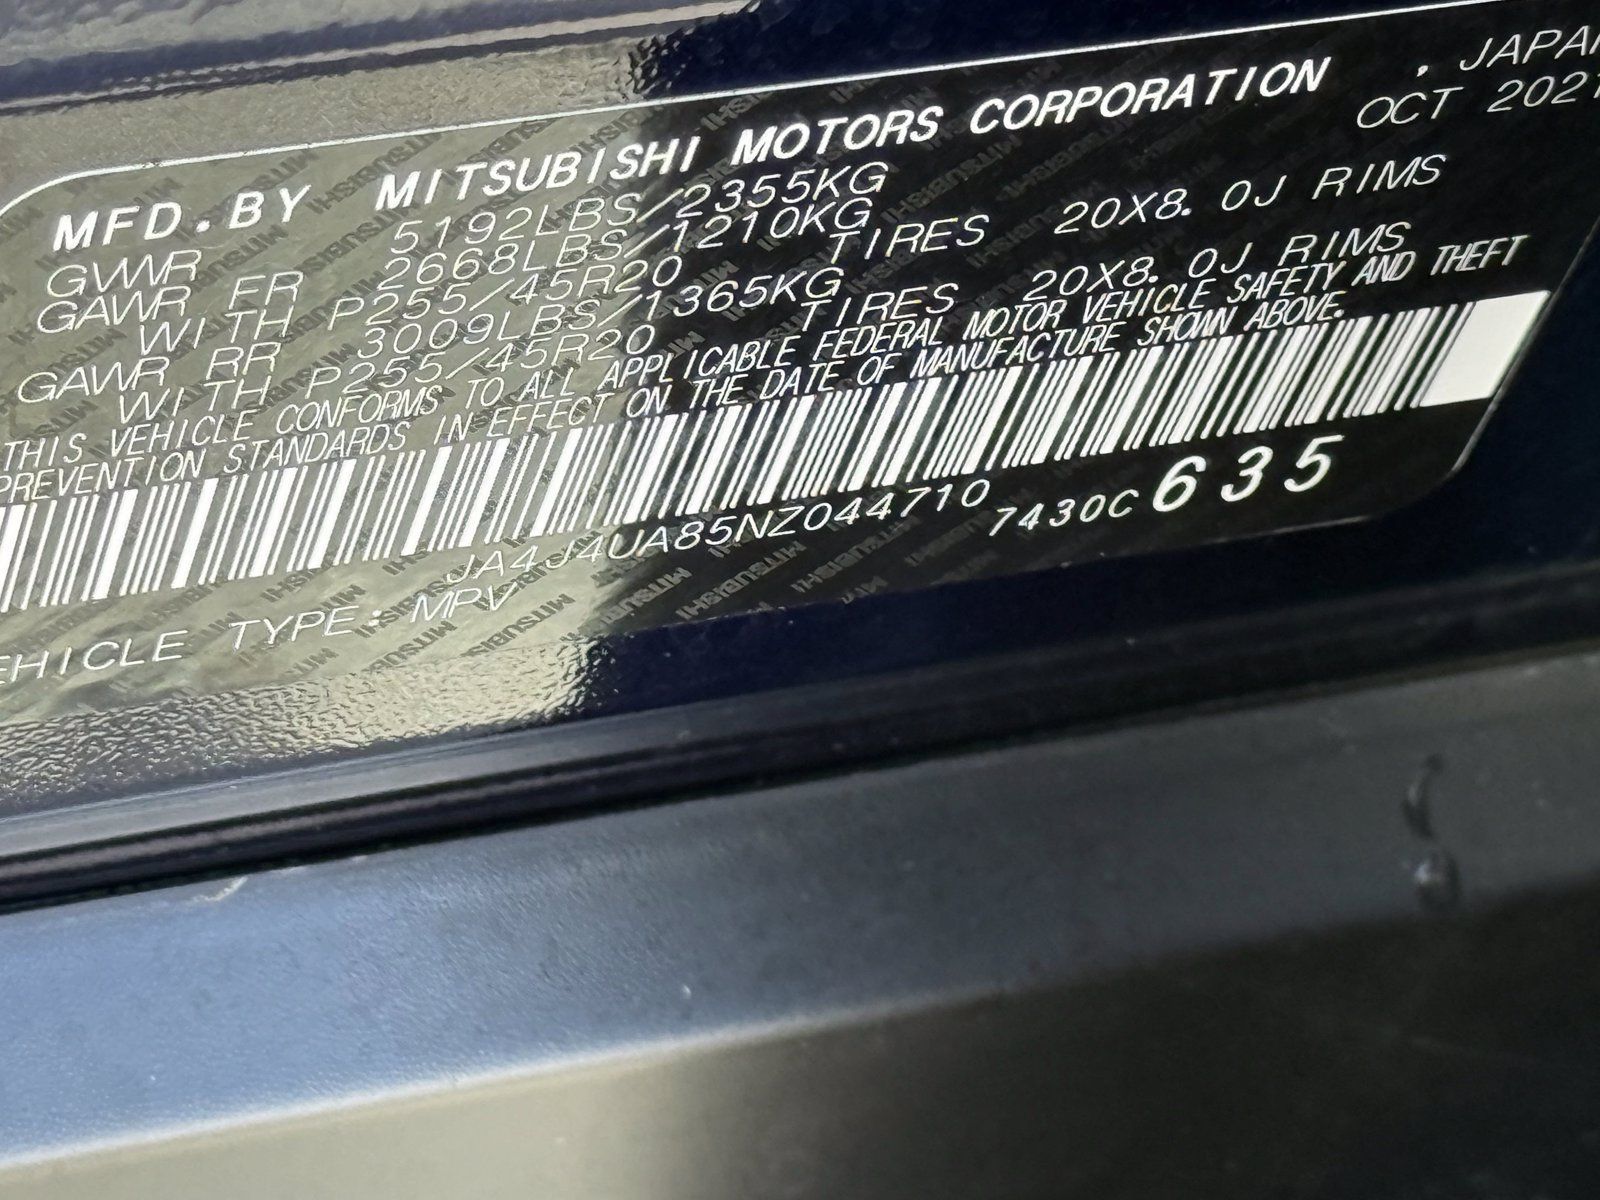 MFD.BY MITSUBISHI MOTORS CORPORATION , JAPAN
OCT 2021
GVWR 5192LBS/2355KG
GAWR FR 2668LBS/1210KG
WITH P255/45R20 TIRES 20X8.0J RIMS
GAWR RR 3009LBS/1365KG
WITH P255/45R20 TIRES 20X8.0J RIMS
THIS VEHICLE CONFORMS TO ALL APPLICABLE FEDERAL MOTOR VEHICLE SAFETY AND THEFT
PREVENTION STANDARDS IN EFFECT ON THE DATE OF MANUFACTURE SHOWN ABOVE.
JA4J4UA85NZ044710 7430C 635
EHICLE TYPE: MPV